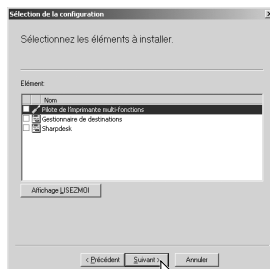 Sélection de la configuration
Sélectionnez les éléments à installer.
Elément:
Nom
Pilote de l'imprimante multi-fonctions
Gestionnaire de destinations
Sharpdesk
Affichage LISEZMOI
< Précédent
Suivant >
Annuler